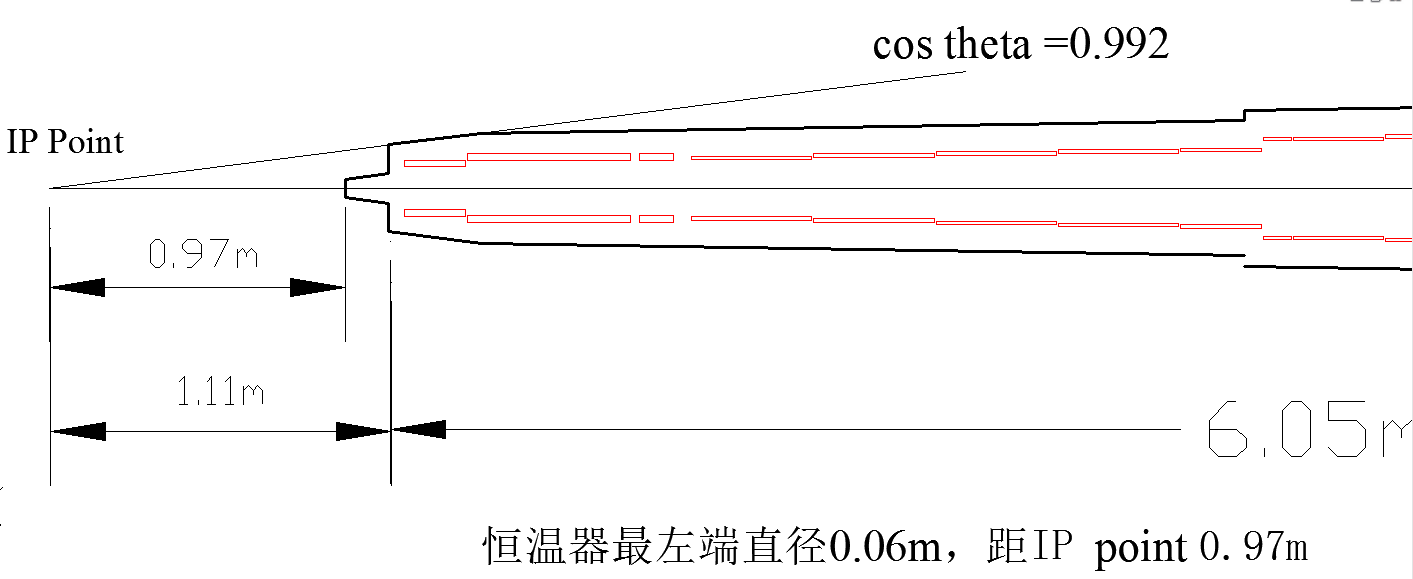 cos theta =0.992
IP Point
0.97m
1.11m
6.05m
恒温器最左端直径0.06m，距IP point 0.97m